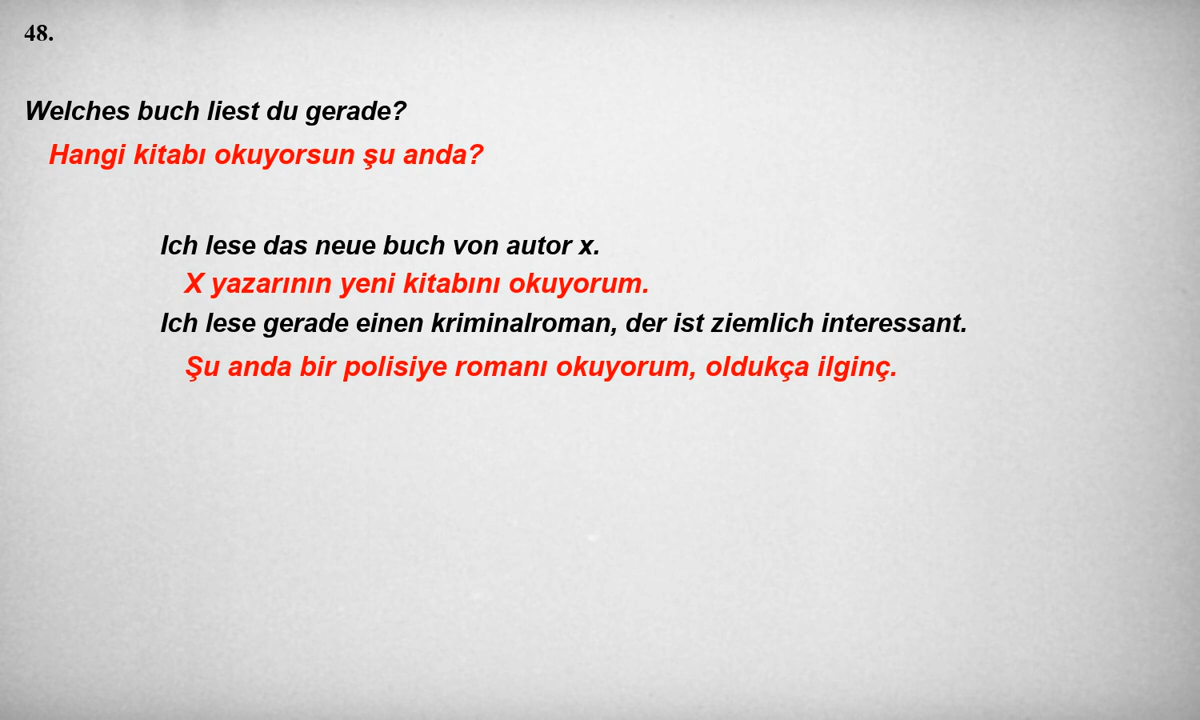 48.
Welches buch liest du gerade?
Hangi kitabı okuyorsun şu anda?
Ich lese das neue buch von autor x.
X yazarının yeni kitabını okuyorum.
Ich lese gerade einen kriminalroman, der ist ziemlich interessant.
Şu anda bir polisiye romanı okuyorum, oldukça ilginç.